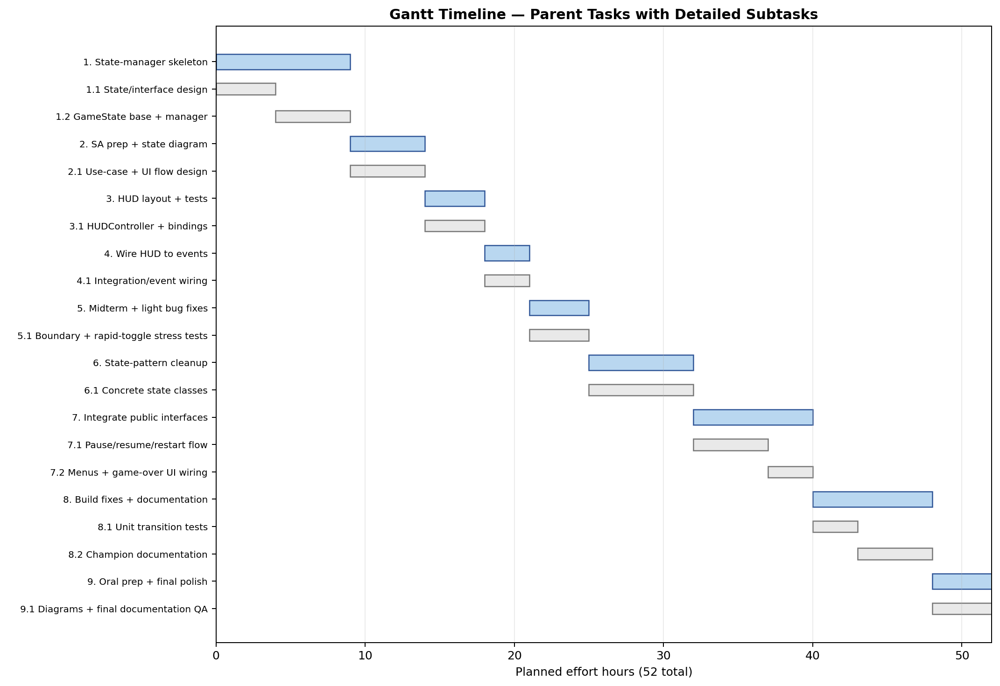 Gantt Timeline — Parent Tasks with Detailed Subtasks
1. State-manager skeleton
1.1 State/interface design
1.2 GameState base + manager
2. SA prep + state diagram
2.1 Use-case + UI flow design
3. HUD layout + tests
3.1 HUDController + bindings
4. Wire HUD to events
4.1 Integration/event wiring
5. Midterm + light bug fixes
5.1 Boundary + rapid-toggle stress tests
6. State-pattern cleanup
6.1 Concrete state classes
7. Integrate public interfaces
7.1 Pause/resume/restart flow
7.2 Menus + game-over UI wiring
8. Build fixes + documentation
8.1 Unit transition tests
8.2 Champion documentation
9. Oral prep + final polish
9.1 Diagrams + final documentation QA
0 10 20 30 40 50
Planned effort hours (52 total)